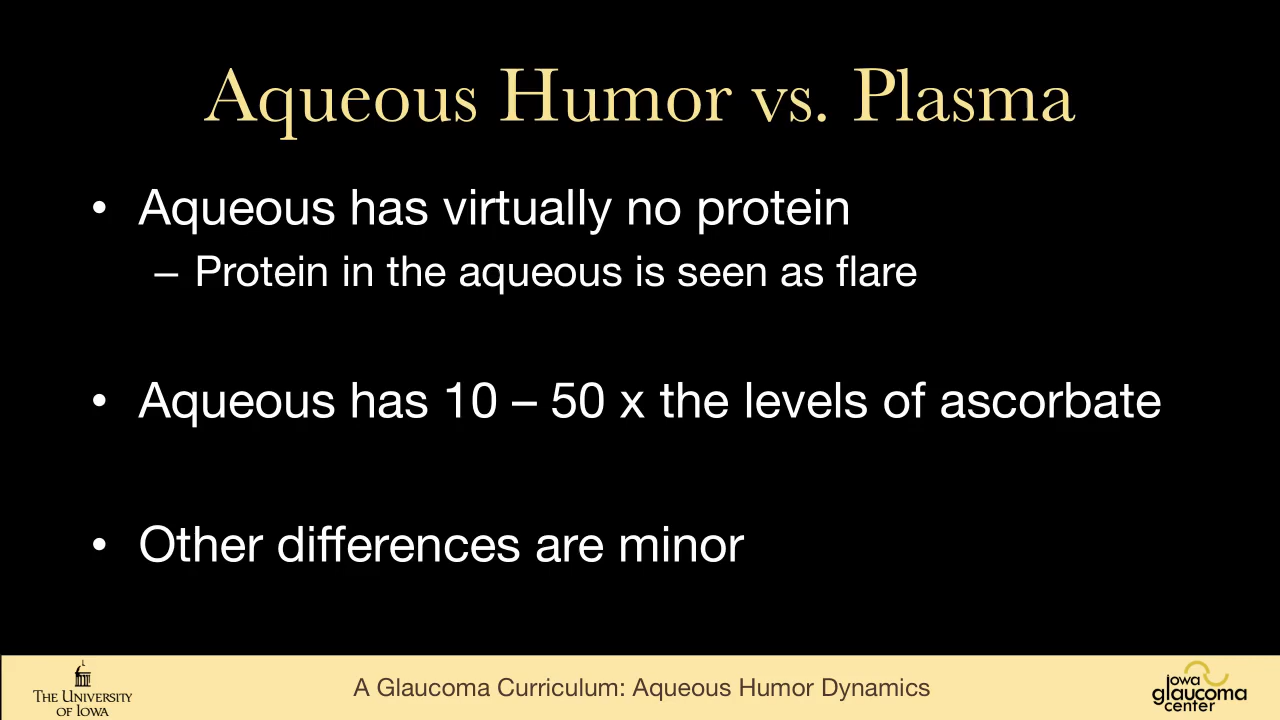 Aqueous Humor vs. Plasma
• Aqueous has virtually no protein
– Protein in the aqueous is seen as flare
• Aqueous has 10 – 50 x the levels of ascorbate
• Other differences are minor
THE UNIVERSITY
OF IOWA
A Glaucoma Curriculum: Aqueous Humor Dynamics
iowa
glaucoma
center